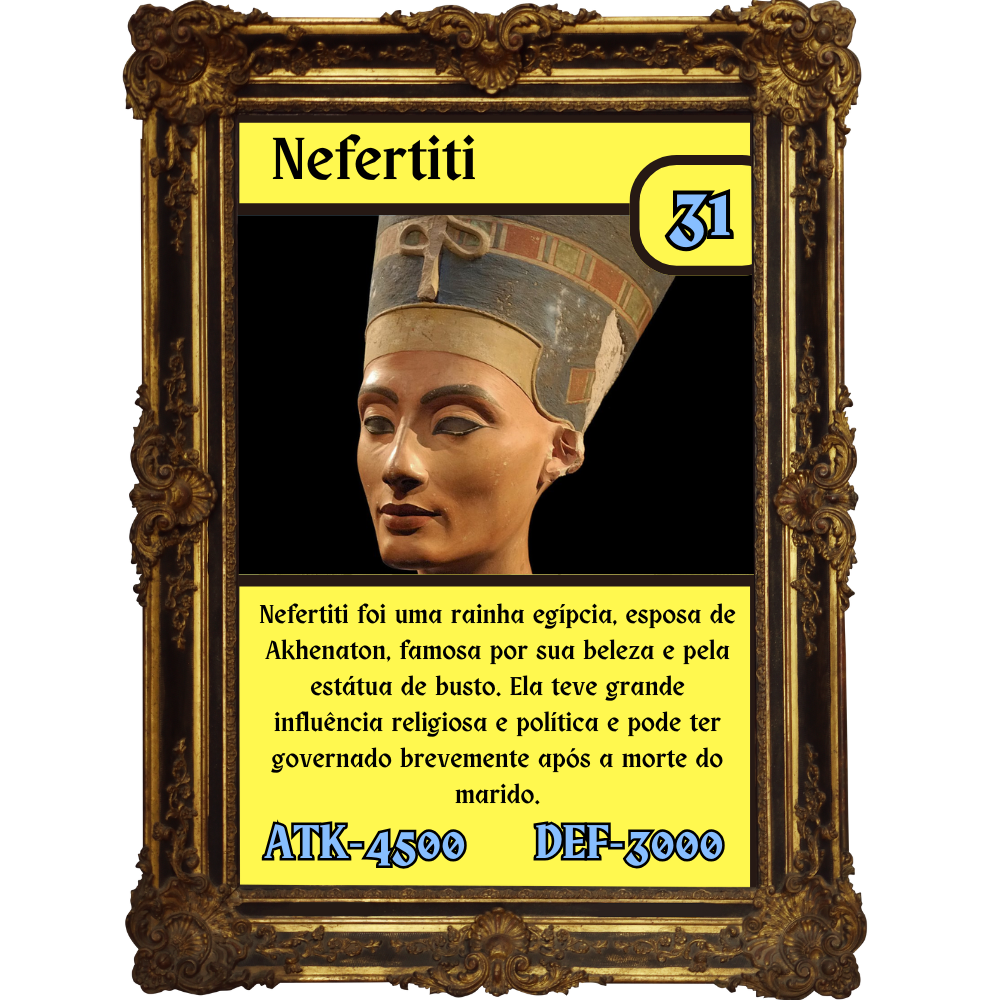 Nefertiti
31
Nefertiti foi uma rainha egípcia, esposa de
Akhenaton, famosa por sua beleza e pela
estátua de busto. Ela teve grande
influência religiosa e política e pode ter
governado brevemente após a morte do
marido.
ATK-4500 DEF-3000